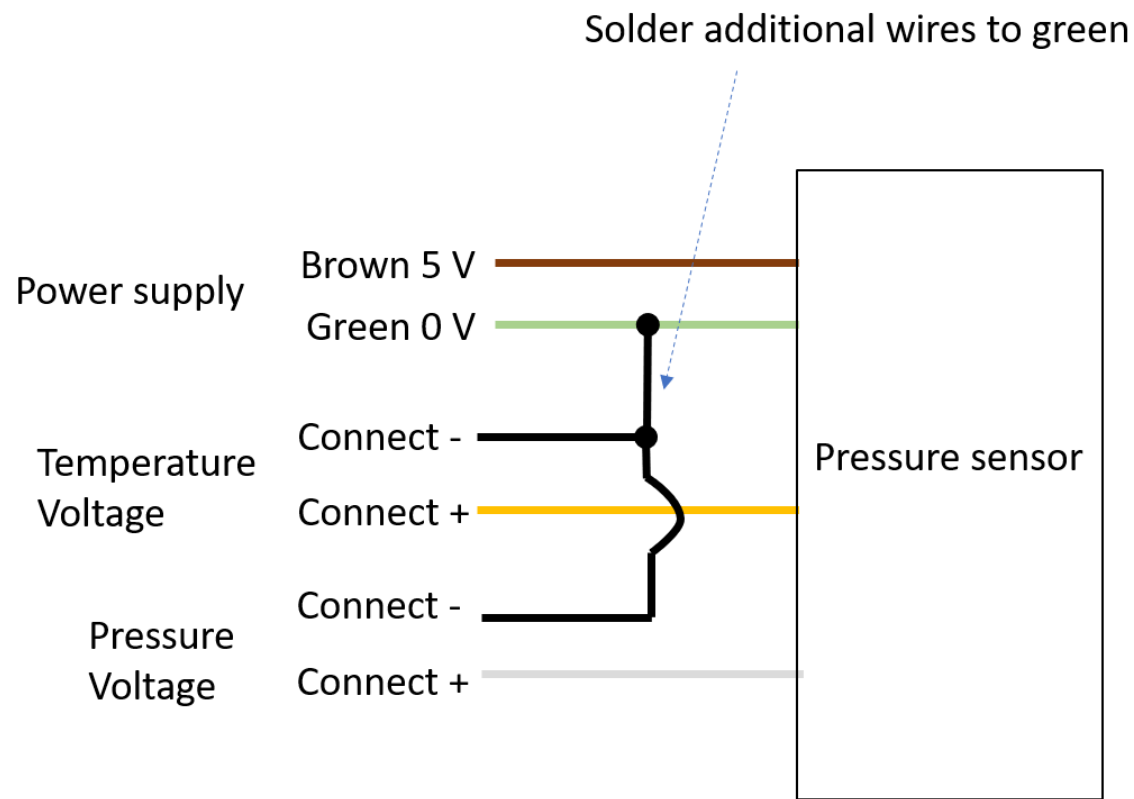 Solder additional wires to green
Brown 5 V
Power supply
Green 0 V
Connect -
Temperature
Voltage
Connect +
Pressure sensor
Connect -
Pressure
Voltage
Connect +